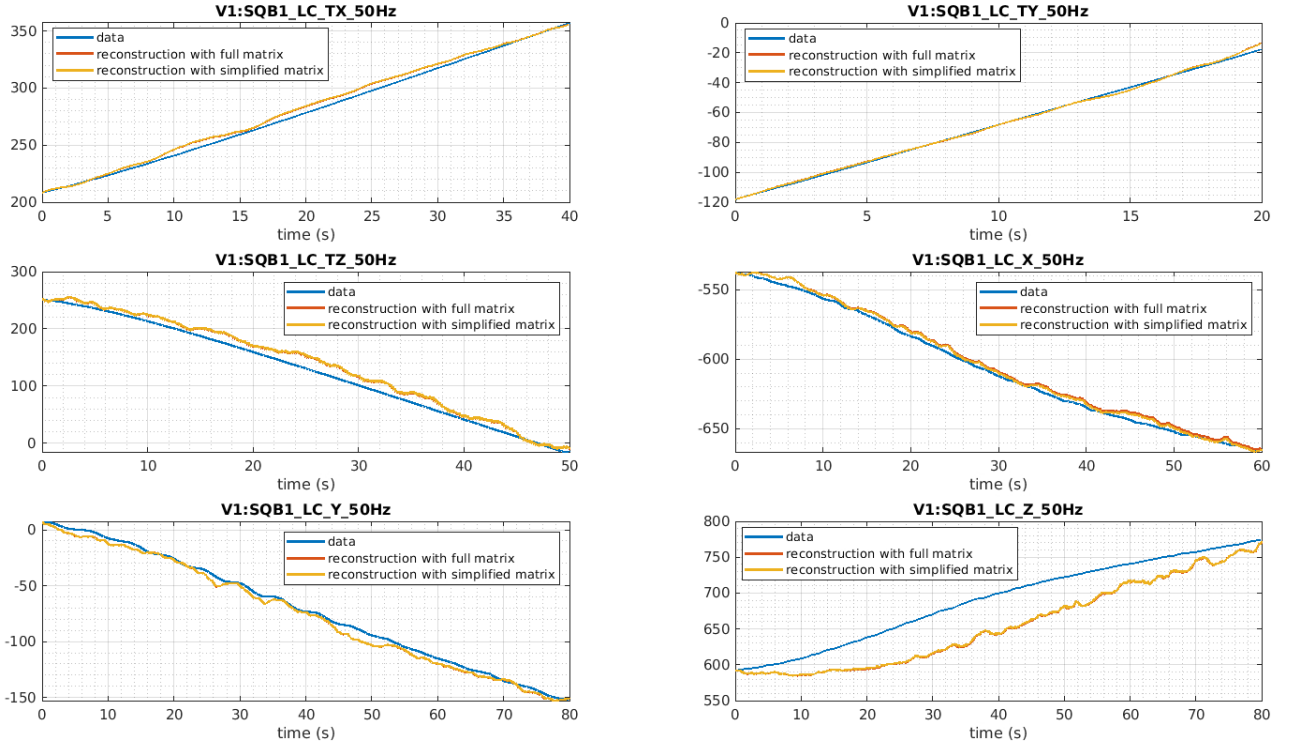 V1:SQB1_LC_TX_50Hz
350
300
250
200
data
reconstruction with full matrix
reconstruction with simplified matrix
0 5 10 15 20 25 30 35 40
time (s)
V1:SQB1_LC_TY_50Hz
0
-20
-40
-60
-80
-100
-120
data
reconstruction with full matrix
reconstruction with simplified matrix
0 5 10 15 20
time (s)
V1:SQB1_LC_TZ_50Hz
300
200
100
0
data
reconstruction with full matrix
reconstruction with simplified matrix
0 10 20 30 40 50
time (s)
V1:SQB1_LC_X_50Hz
-550
-600
-650
data
reconstruction with full matrix
reconstruction with simplified matrix
0 10 20 30 40 50 60
time (s)
V1:SQB1_LC_Y_50Hz
0
-50
-100
-150
data
reconstruction with full matrix
reconstruction with simplified matrix
0 10 20 30 40 50 60 70 80
time (s)
V1:SQB1_LC_Z_50Hz
800
750
700
650
600
550
data
reconstruction with full matrix
reconstruction with simplified matrix
0 10 20 30 40 50 60 70 80
time (s)